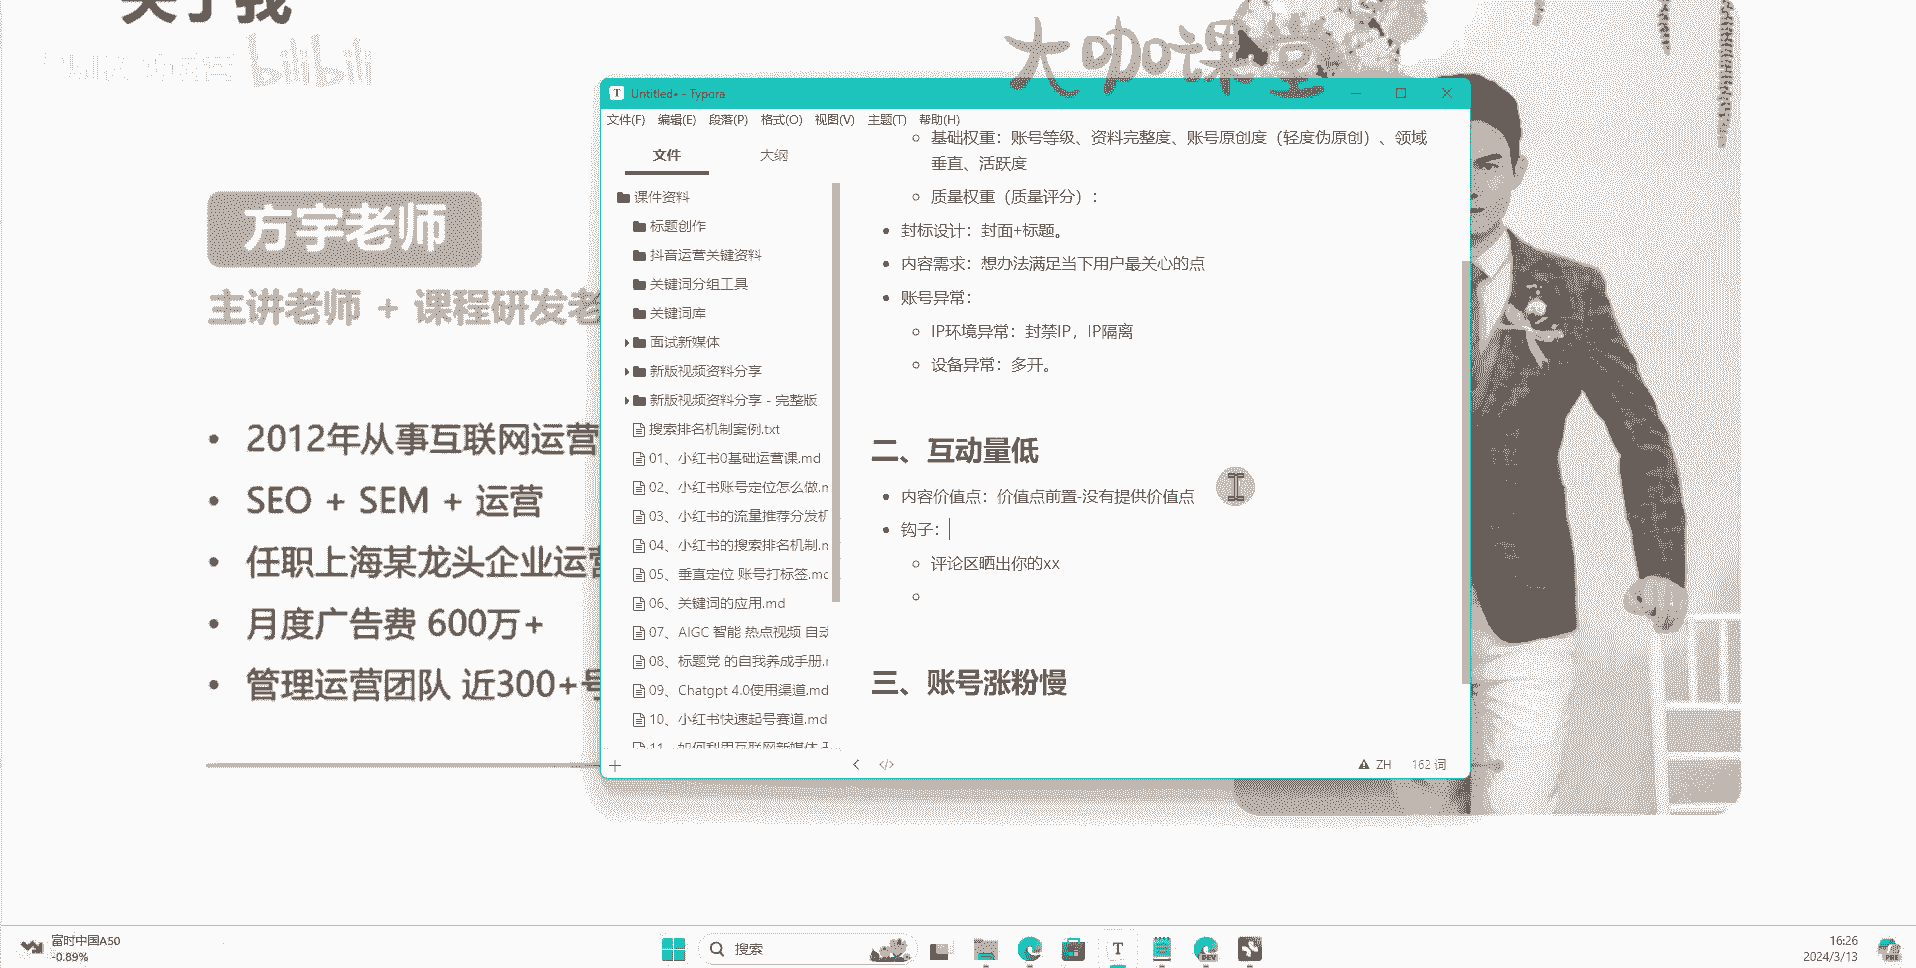 关于我
bilibili
大咖课堂
方宇老师
主讲老师 + 课程研发老
2012年从事互联网运营
SEO + SEM + 运营
任职上海某龙头企业运营
月度广告费 600万+
管理运营团队 近300+号
Untitled• - Typora
文件(F) 编辑(E) 段落(P) 格式(O) 视图(V) 主题(T) 帮助(H)
文件 大纲
课件资料
标题创作
抖音运营关键资料
关键词分组工具
关键词库
面试新媒体
新版视频资料分享
新版视频资料分享 - 完整版
搜索排名机制案例.txt
01、小红书0基础运营课.md
02、小红书账号定位怎么做.m
03、小红书的流量推荐分发机
04、小红书的搜索排名机制.m
05、垂直定位 账号打标签.md
06、关键词的应用.md
07、AIGC 智能 热点视频 自动
08、标题党 的自我养成手册.m
09、Chatgpt 4.0使用渠道.md
10、小红书快速起号赛道.md
11、如何利用互联网新媒体
基础权重：账号等级、资料完整度、账号原创度（轻度伪原创）、领域
垂直、活跃度
质量权重（质量评分）：
封标设计：封面+标题。
内容需求：想办法满足当下用户最关心的点
账号异常：
IP环境异常：封禁IP，IP隔离
设备异常：多开。
二、互动量低
内容价值点：价值点前置-没有提供价值点
钩子：
评论区晒出你的xx
三、账号涨粉慢
ZH 162 词
富时中国A50
-0.89%
搜索
T
DEV
16:26
2024/3/13
PRE